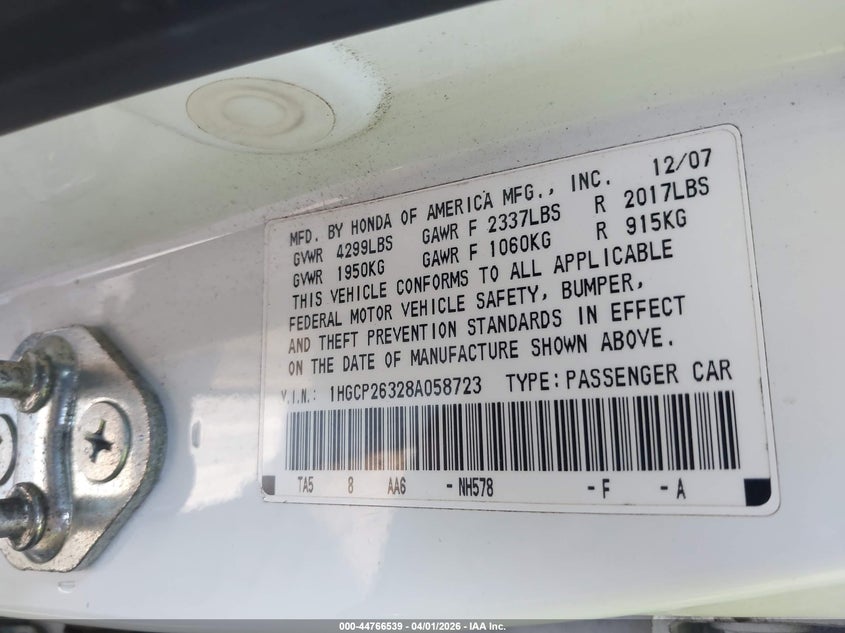 MFD. BY HONDA OF AMERICA MFG., INC. 12/07
GVWR 4299LBS GAWR F 2337LBS R 2017LBS
GVWR 1950KG GAWR F 1060KG R 915KG
THIS VEHICLE CONFORMS TO ALL APPLICABLE
FEDERAL MOTOR VEHICLE SAFETY, BUMPER,
AND THEFT PREVENTION STANDARDS IN EFFECT
ON THE DATE OF MANUFACTURE SHOWN ABOVE.
V.I.N.: 1HGCP26328A058723 TYPE: PASSENGER CAR
TA5 8 AA6 -NH578 -F -A
000-44766539 - 04/01/2026 - IAA Inc.